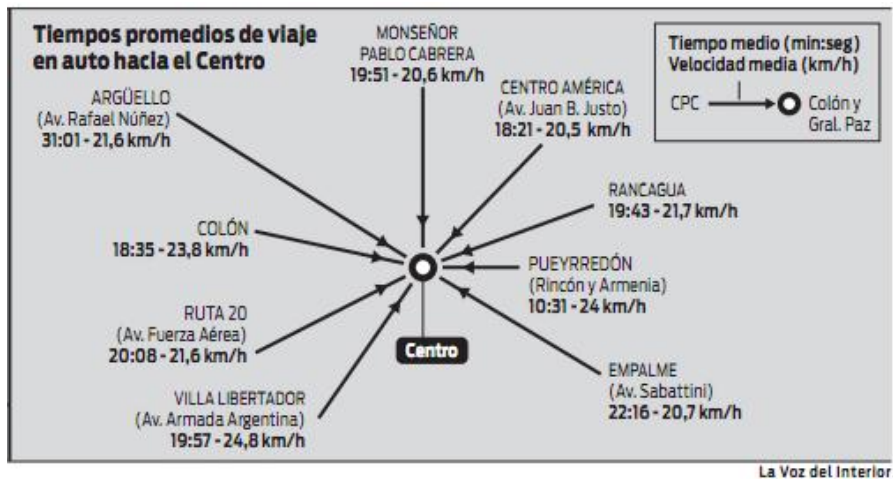 Tiempos promedios de viaje
en auto hacia el Centro
MONSEÑOR
PABLO CABRERA
19:51 - 20,6 km/h
Tiempo medio (min:seg)
Velocidad media (km/h)
CPC
Colón y
Gral. Paz
CENTRO AMÉRICA
(Av. Juan B. Justo)
18:21 - 20,5 km/h
ARGÜELLO
(Av. Rafael Núñez)
31:01 - 21,6 km/h
RANCAGUA
19:43 - 21,7 km/h
COLÓN
18:35 - 23,8 km/h
PUEYRREDÓN
(Rincón y Armenia)
10:31 - 24 km/h
RUTA 20
(Av. Fuerza Aérea)
20:08 - 21,6 km/h
Centro
EMPALME
(Av. Sabattini)
22:16 - 20,7 km/h
VILLA LIBERTADOR
(Av. Armada Argentina)
19:57 - 24,8 km/h
La Voz del Interior